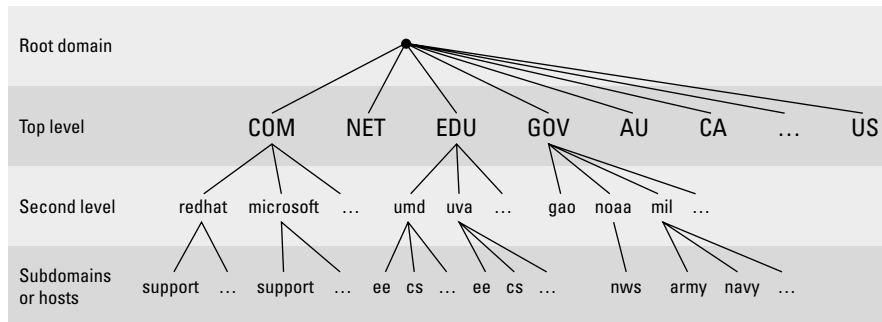 Root domain
Top level COM NET EDU GOV AU CA ... US
Second level redhat microsoft ... umd uva ... gao noaa mil ...
Subdomains
or hosts
support ... support ... ee cs ... ee cs ... nws army navy ...